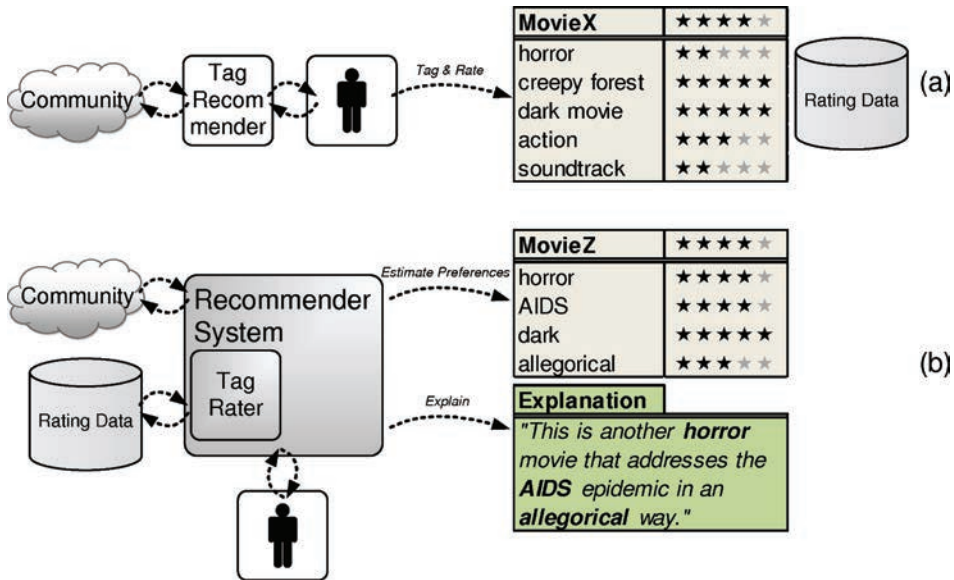 Community
Tag
Recom
mender
Tag & Rate
MovieX
horror
creepy forest
dark movie
action
soundtrack
Rating Data
(a)
Community
Rating Data
Recommender
System
Tag
Rater
Estimate Preferences
Explain
MovieZ
horror
AIDS
dark
allegorical
Explanation
"This is another horror
movie that addresses the
AIDS epidemic in an
allegorical way."
(b)